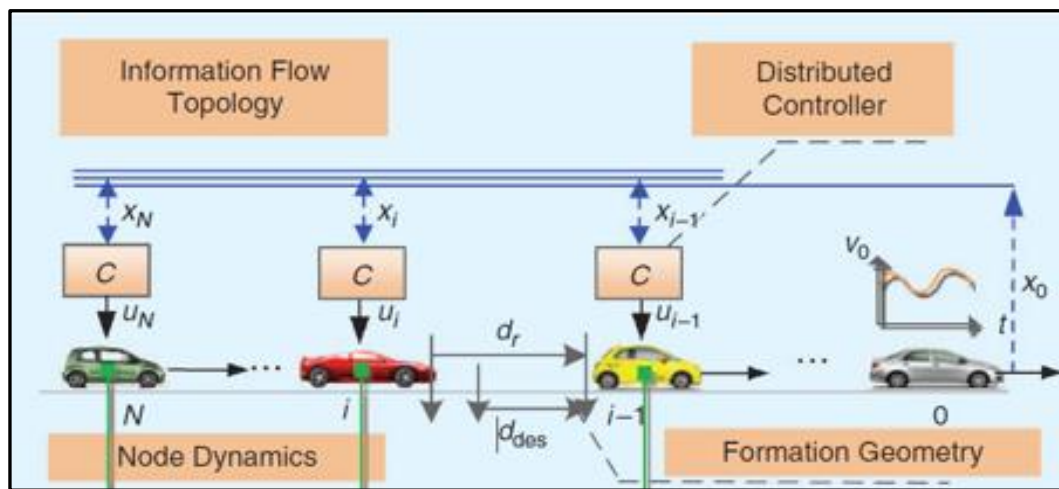 Information Flow
Topology
Distributed
Controller
x_N
x_i
x_{i-1}
v_0
x_0
C
C
C
u_N
u_i
d_r
u_{i-1}
t
...
...
N
i
i-1
0
d_des
Node Dynamics
Formation Geometry